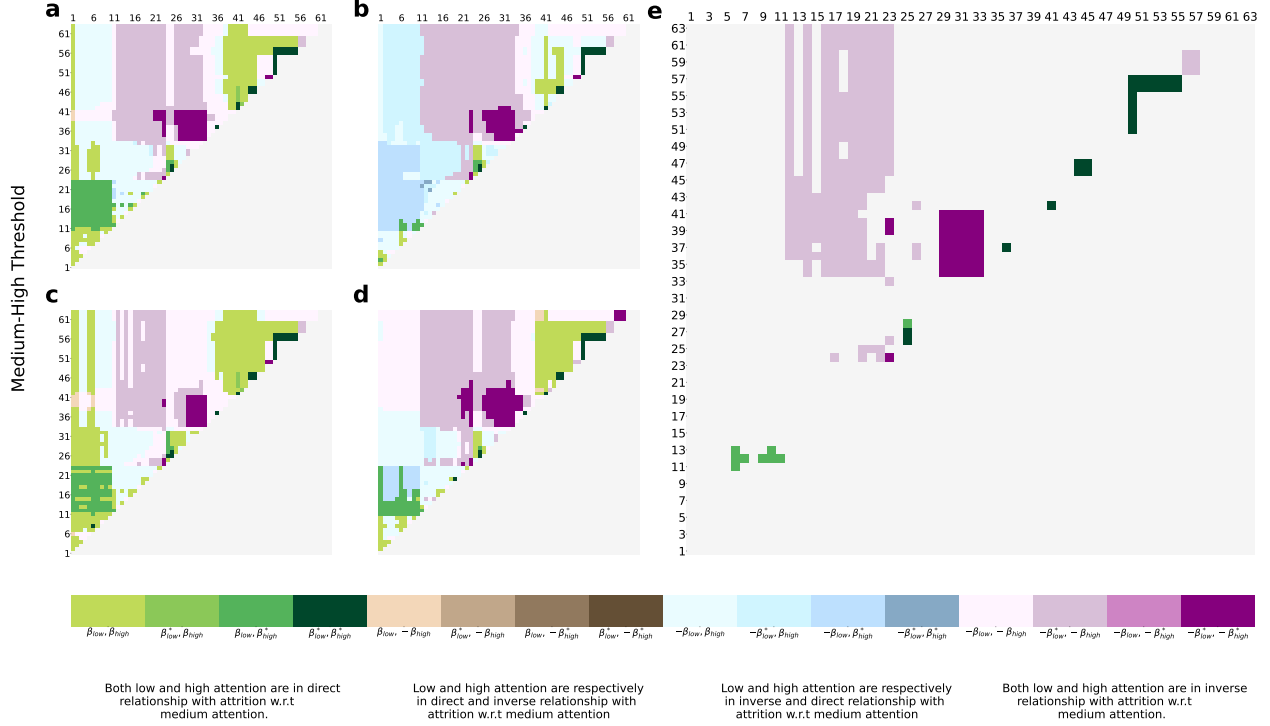 a
1 6 11 16 21 26 31 36 41 46 51 56 61
61
56
51
46
41
36
31
26
21
16
11
6
1
b
1 6 11 16 21 26 31 36 41 46 51 56 61
c
61
56
51
46
41
36
31
26
21
16
11
6
1
d
e
1 3 5 7 9 11 13 15 17 19 21 23 25 27 29 31 33 35 37 39 41 43 45 47 49 51 53 55 57 59 61 63
63
61
59
57
55
53
51
49
47
45
43
41
39
37
35
33
31
29
27
25
23
21
19
17
15
13
11
9
7
5
3
1
Medium-High Threshold
β_low, β_high
β*_low, β_high
β_low, β*_high
β*_low, β*_high
β_low, −β_high
β*_low, −β_high
β_low, −β*_high
β*_low, −β*_high
−β_low, β_high
−β*_low, β_high
−β_low, β*_high
−β*_low, β*_high
−β_low, −β_high
−β*_low, −β_high
−β_low, −β*_high
−β*_low, −β*_high
Both low and high attention are in direct
relationship with attrition w.r.t
medium attention.
Low and high attention are respectively
in direct and inverse relationship with
attrition w.r.t medium attention
Low and high attention are respectively
in inverse and direct relationship with
attrition w.r.t medium attention
Both low and high attention are in inverse
relationship with attrition w.r.t
medium attention.